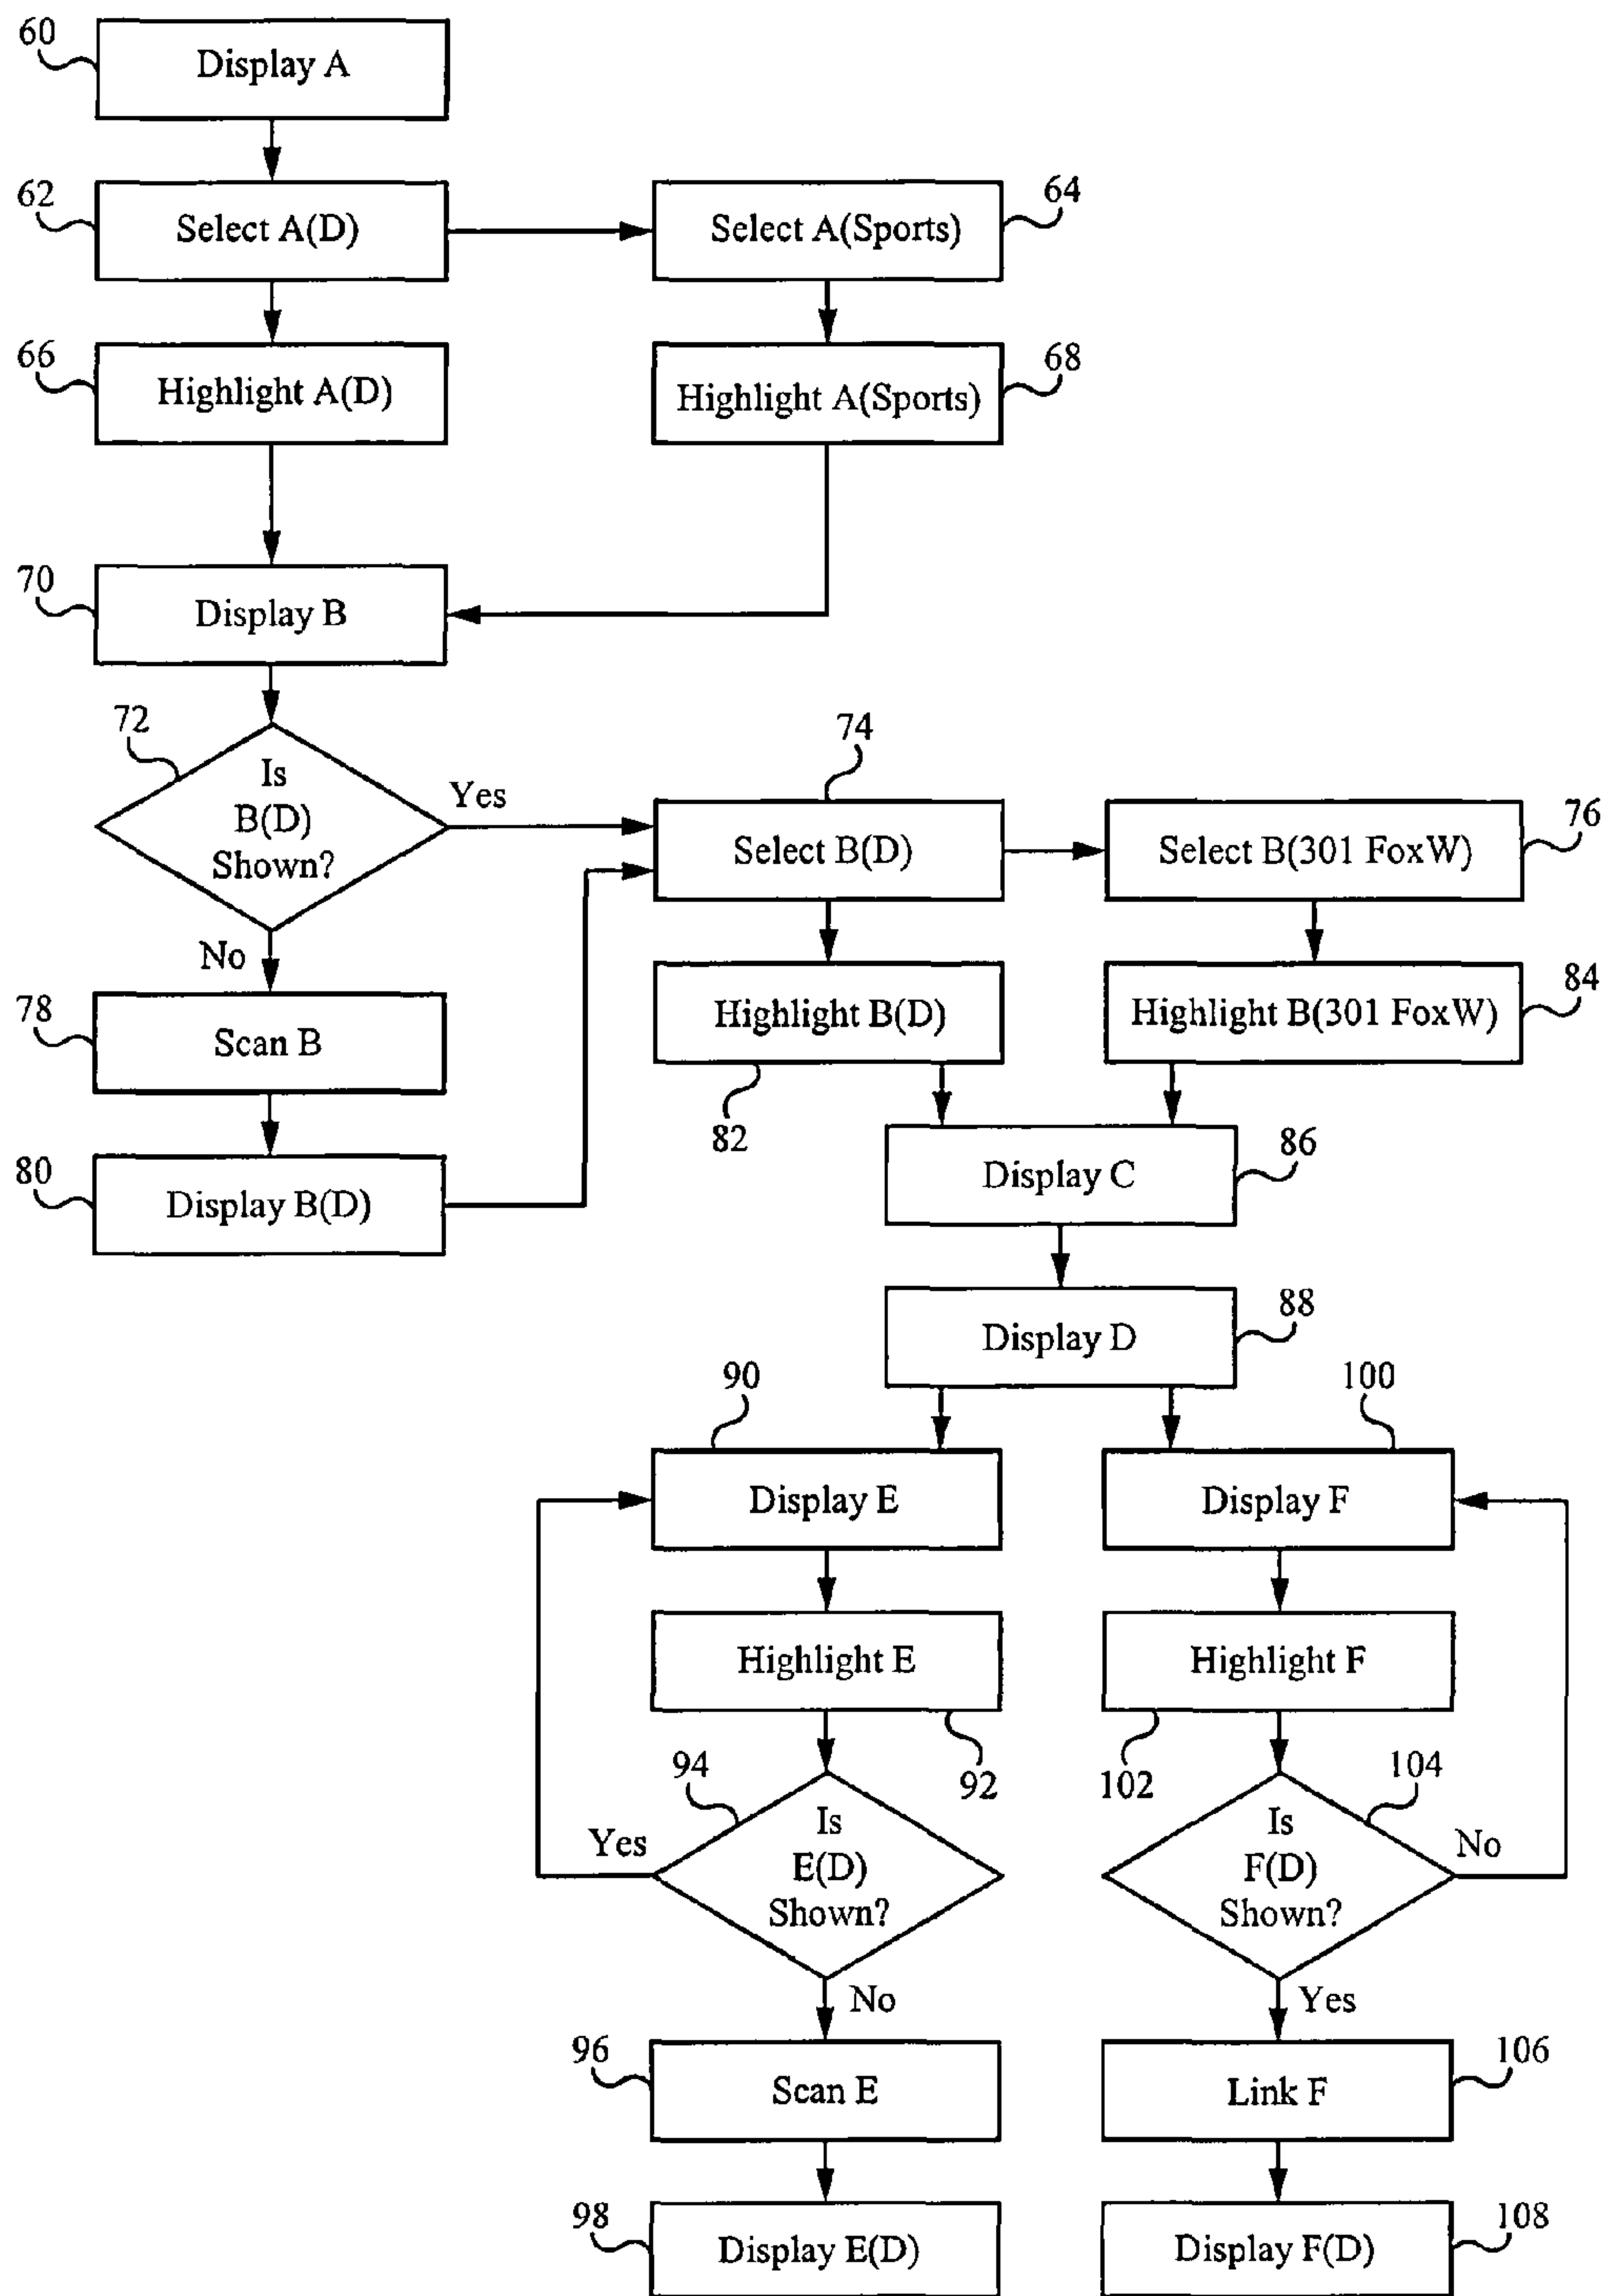 60
Display A
62
Select A(D)
Select A(Sports)
64
66
Highlight A(D)
Highlight A(Sports)
68
70
Display B
72
Is
B(D)
Shown?
Yes
No
74
Select B(D)
Select B(301 FoxW)
76
78
Scan B
Highlight B(D)
82
Highlight B(301 FoxW)
84
80
Display B(D)
Display C
86
Display D
88
90
Display E
100
Display F
Highlight E
92
Highlight F
102
94
Is
E(D)
Shown?
Yes
No
104
Is
F(D)
Shown?
No
Yes
96
Scan E
Link F
106
98
Display E(D)
Display F(D)
108